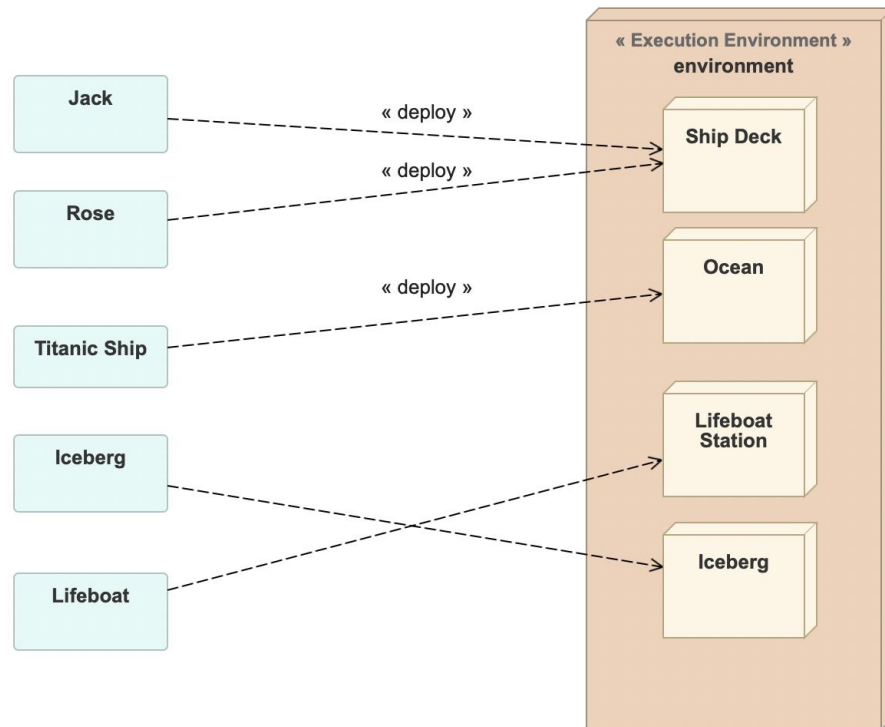 « Execution Environment »
environment
Jack
« deploy »
Ship Deck
« deploy »
Rose
Ocean
« deploy »
Titanic Ship
Lifeboat
Station
Iceberg
Iceberg
Lifeboat